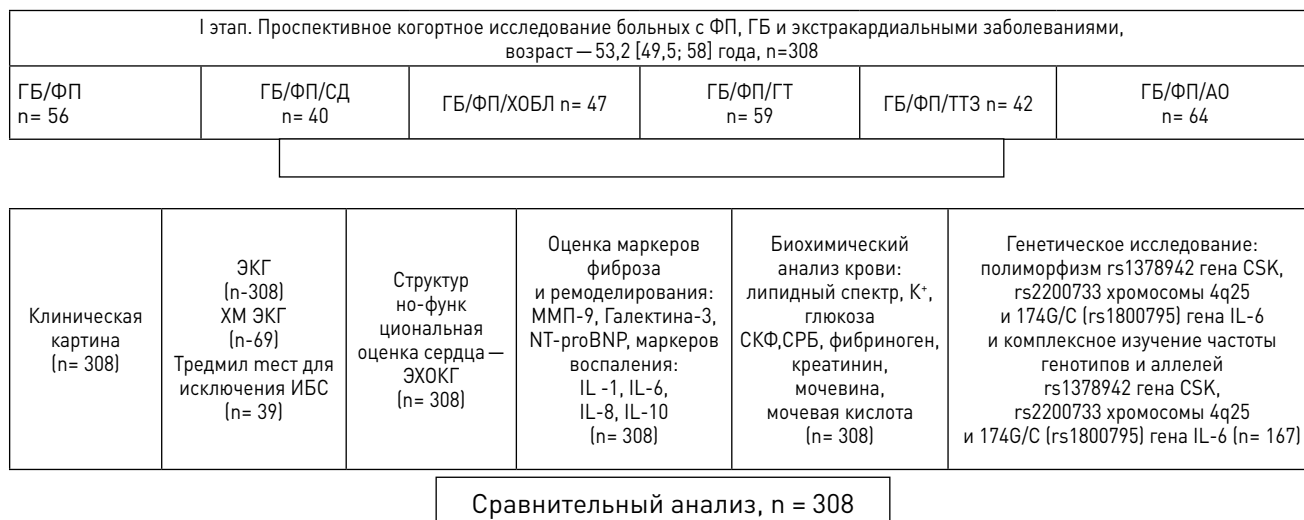 I этап. Проспективное когортное исследование больных с ФП, ГБ и экстракардиальными заболеваниями,
возраст — 53,2 [49,5; 58] года, n=308
ГБ/ФП
n= 56
ГБ/ФП/СД
n= 40
ГБ/ФП/ХОБЛ n= 47
ГБ/ФП/ГТ
n= 59
ГБ/ФП/ТТЗ n= 42
ГБ/ФП/АО
n= 64
Клиническая
картина
(n= 308)
ЭКГ
(n-308)
ХМ ЭКГ
(n-69)
Тредмил mест для
исключения ИБС
(n= 39)
Структур
но-функ
циональная
оценка сердца —
ЭХОКГ
(n= 308)
Оценка маркеров
фиброза
и ремоделирования:
ММП-9, Галектина-3,
NT-proBNP, маркеров
воспаления:
IL -1, IL-6,
IL-8, IL-10
(n= 308)
Биохимический
анализ крови:
липидный спектр, К⁺,
глюкоза
СКФ,СРБ, фибриноген,
креатинин,
мочевина,
мочевая кислота
(n= 308)
Генетическое исследование:
полиморфизм rs1378942 гена CSK,
rs2200733 хромосомы 4q25
и 174G/C (rs1800795) гена IL-6
и комплексное изучение частоты
генотипов и аллелей
rs1378942 гена CSK,
rs2200733 хромосомы 4q25
и 174G/C (rs1800795) гена IL-6 (n= 167)
Сравнительный анализ, n = 308